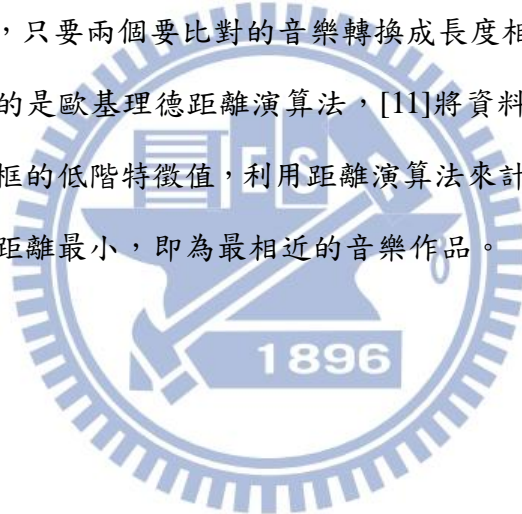 ，只要兩個要比對的音樂轉換成長度相
的是歐基理德距離演算法，[11]將資料
框的低階特徵值，利用距離演算法來計
距離最小，即為最相近的音樂作品。
1896